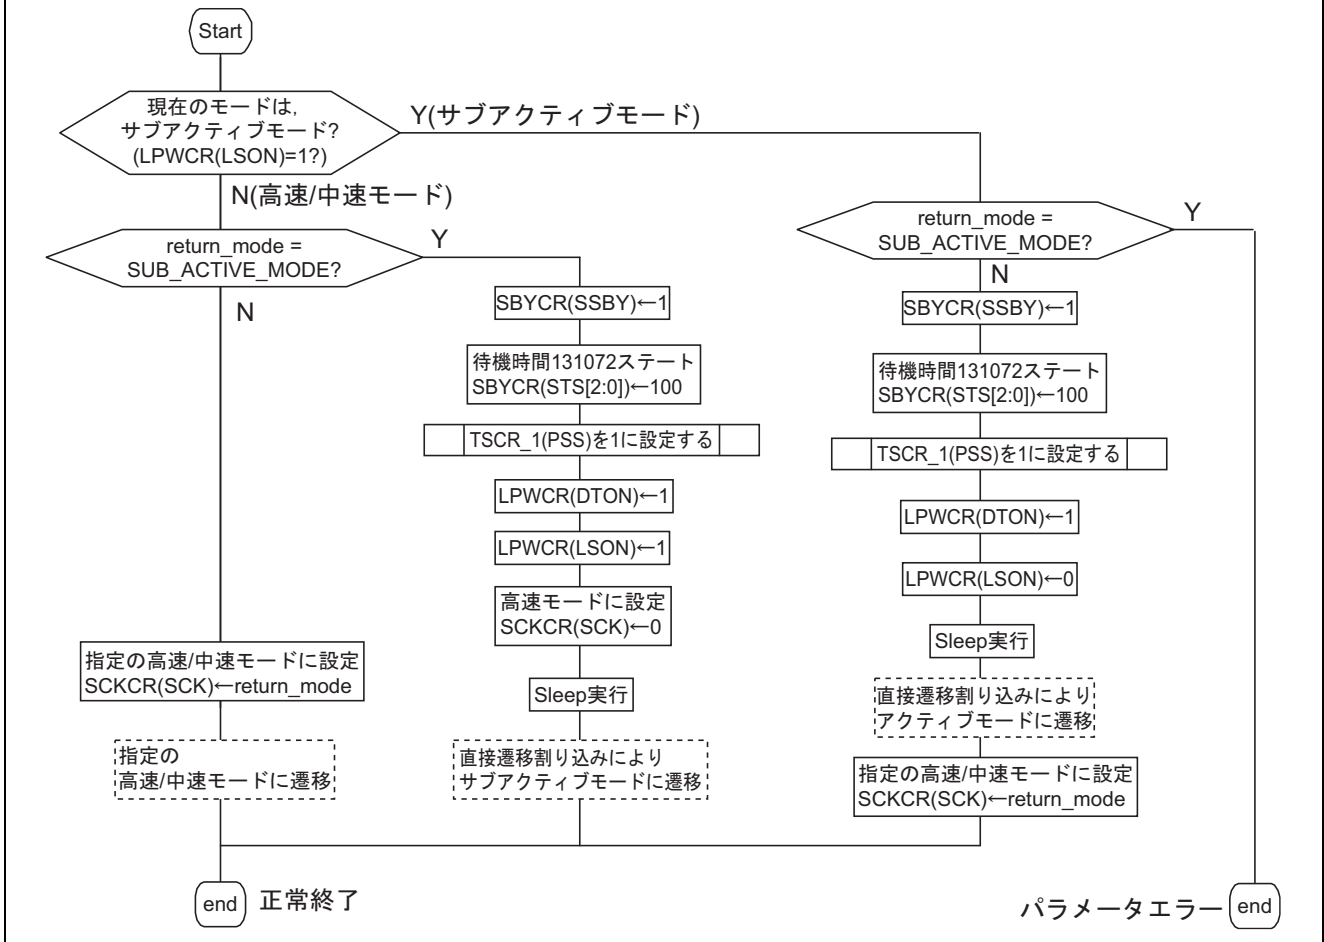 Start
現在のモードは,
サブアクティブモード?
(LPWCR(LSON)=1?)
Y(サブアクティブモード)
N(高速/中速モード)
return_mode =
SUB_ACTIVE_MODE?
Y
N
SBYCR(SSBY)←1
待機時間131072ステート
SBYCR(STS[2:0])←100
TSCR_1(PSS)を1に設定する
LPWCR(DTON)←1
LPWCR(LSON)←1
高速モードに設定
SCKCR(SCK)←0
Sleep実行
直接遷移割り込みにより
サブアクティブモードに遷移
指定の高速/中速モードに設定
SCKCR(SCK)←return_mode
指定の
高速/中速モードに遷移
return_mode =
SUB_ACTIVE_MODE?
Y
N
SBYCR(SSBY)←1
待機時間131072ステート
SBYCR(STS[2:0])←100
TSCR_1(PSS)を1に設定する
LPWCR(DTON)←1
LPWCR(LSON)←0
Sleep実行
直接遷移割り込みにより
アクティブモードに遷移
指定の高速/中速モードに設定
SCKCR(SCK)←return_mode
end
正常終了
パラメータエラー
end